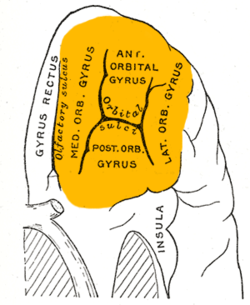 GYRUS RECTUS
Olfactory sulcus
MED. ORB. GYRUS
ANT.
ORBITAL
GYRUS
Orbital
sulci
POST. ORB.
GYRUS
LAT. ORB. GYRUS
INSULA